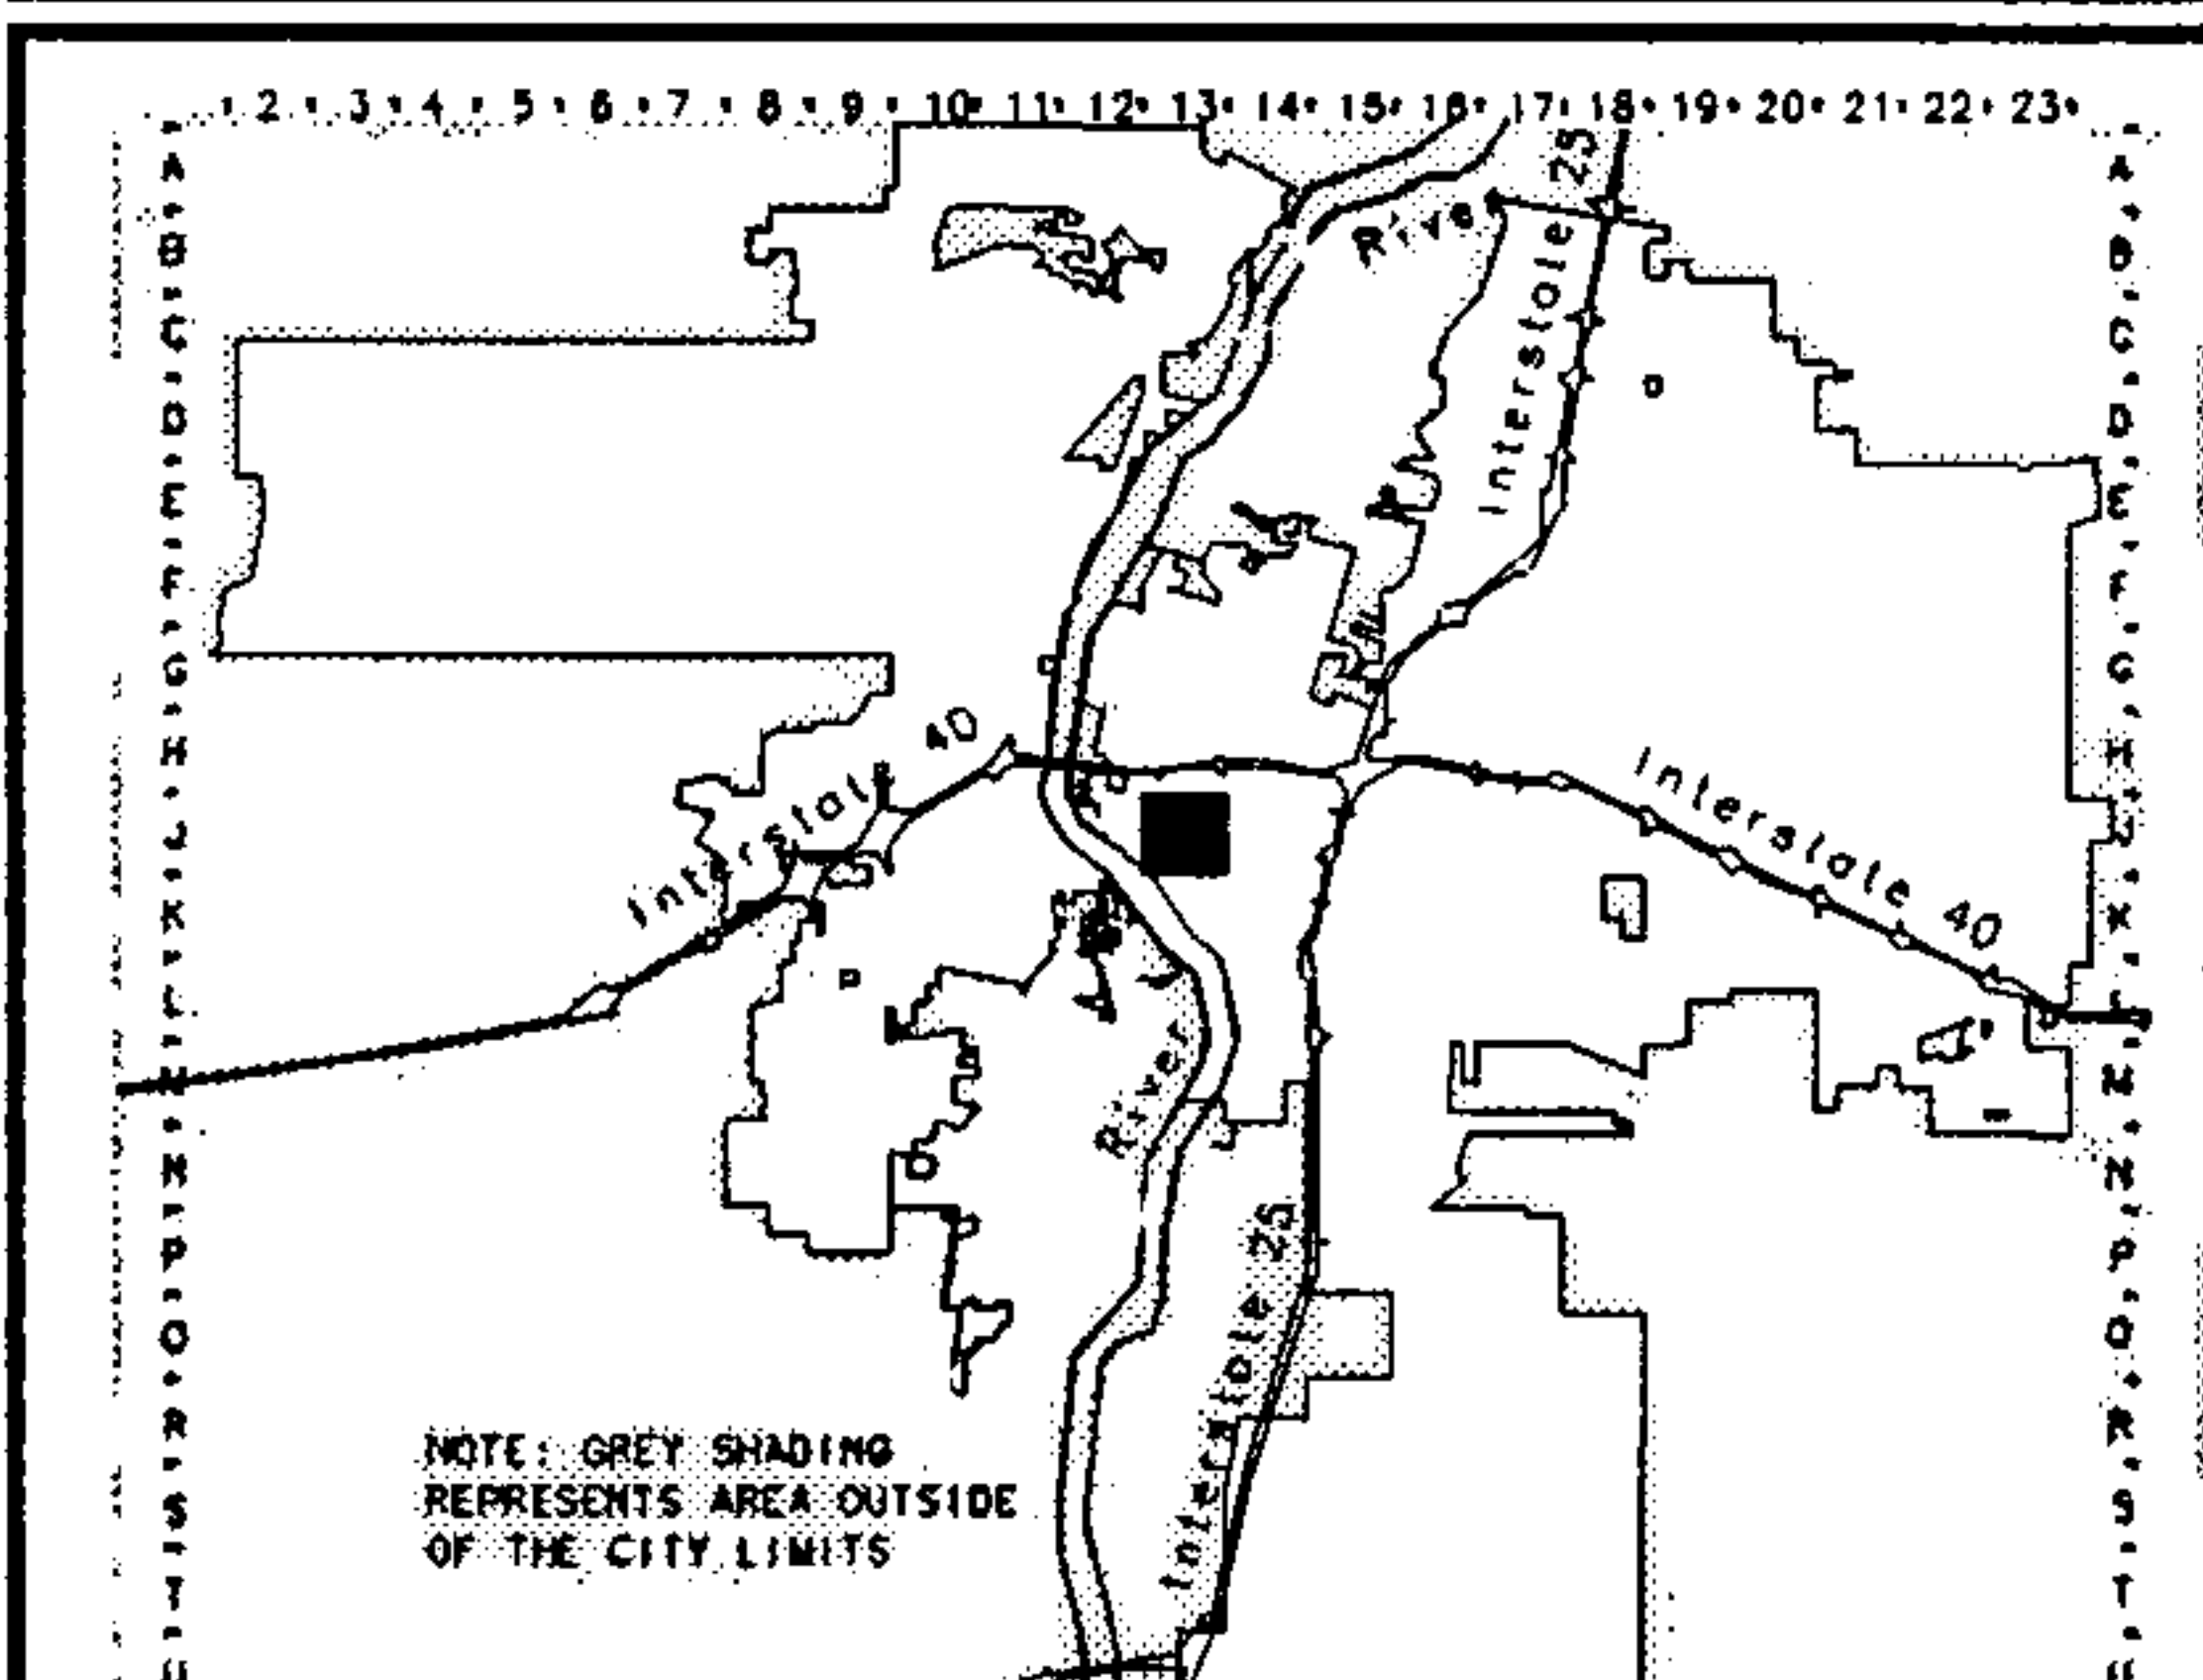 2 3 4 5 6 7 8 9 10 11 12 13 14 15 16 17 18 19 20 21 22 23
A A
B B
C C
D D
E E
F F
G G
H H
J J
K K
L L
M M
N N
P P
Q Q
R R
S S
T T
River
Interstate 25
Interstate 40
Interstate 40
River
Interstate 25
NOTE: GREY SHADING
REPRESENTS AREA OUTSIDE
OF THE CITY LIMITS